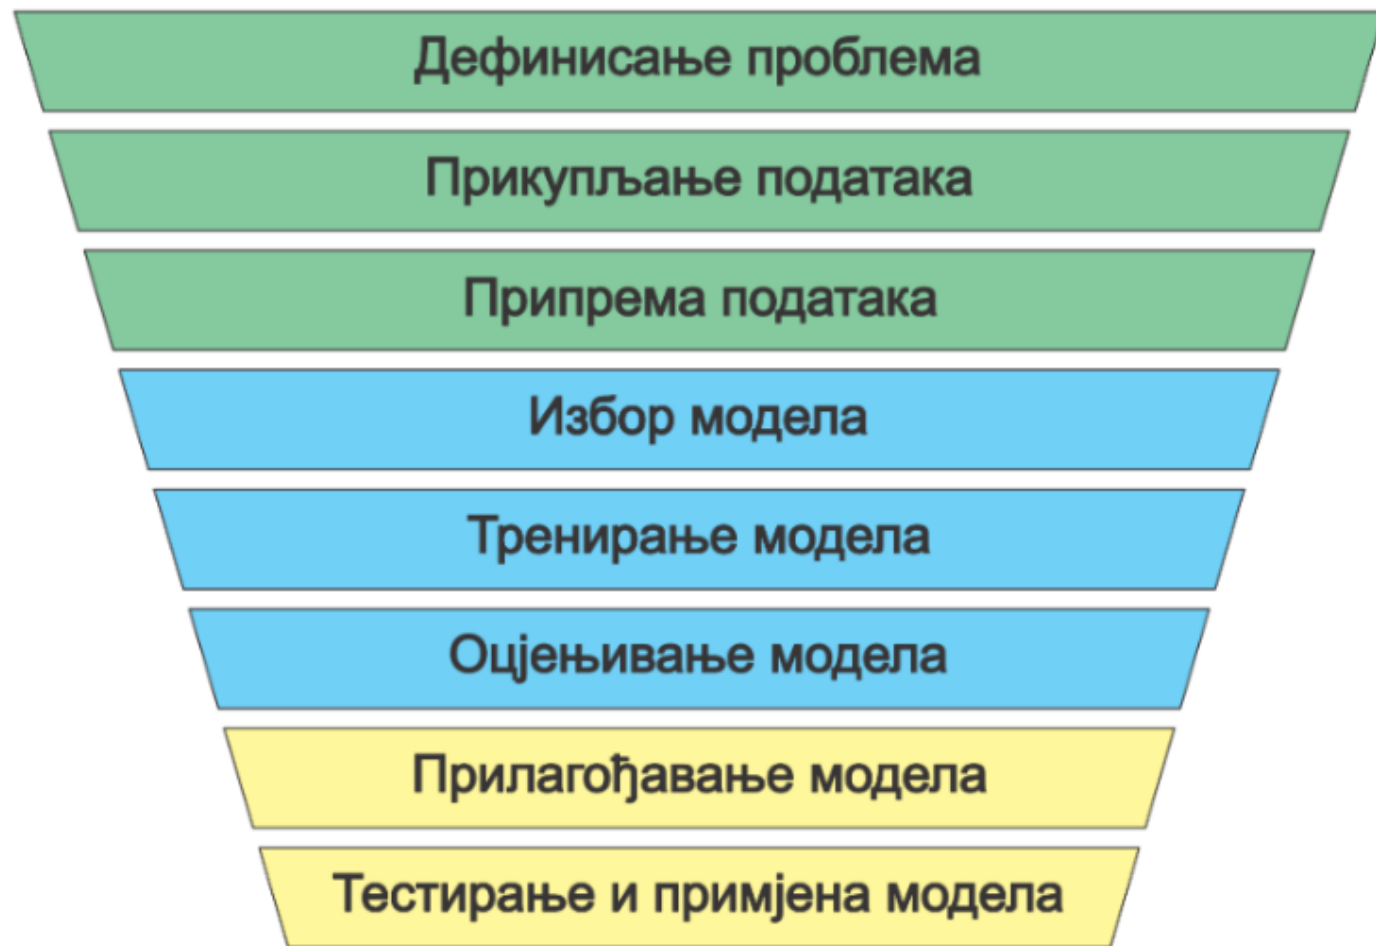 Дефинисање проблема
Прикупљање података
Припрема података
Избор модела
Тренирање модела
Оцјењивање модела
Прилагођавање модела
Тестирање и примјена модела